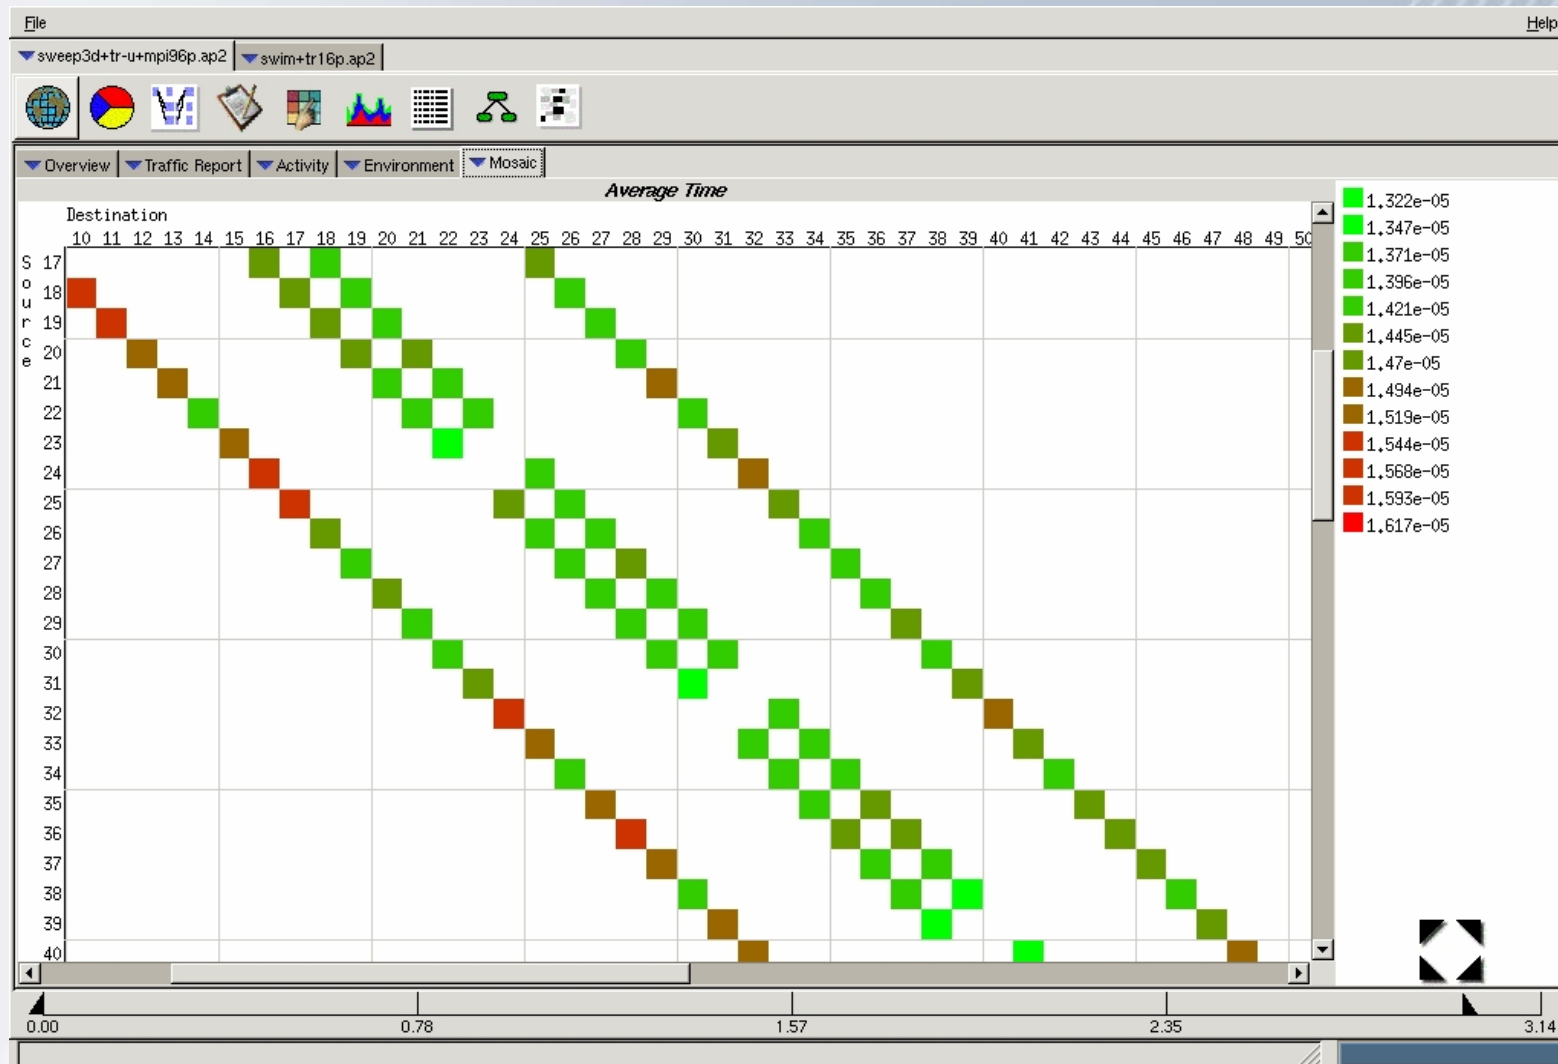 File Help
sweep3d+tr-u+mpi96p.ap2 swim+tr16p.ap2
Overview Traffic Report Activity Environment Mosaic
Average Time
Destination
10 11 12 13 14 15 16 17 18 19 20 21 22 23 24 25 26 27 28 29 30 31 32 33 34 35 36 37 38 39 40 41 42 43 44 45 46 47 48 49 50
Source
17
18
19
20
21
22
23
24
25
26
27
28
29
30
31
32
33
34
35
36
37
38
39
40
1.322e-05
1.347e-05
1.371e-05
1.396e-05
1.421e-05
1.445e-05
1.47e-05
1.494e-05
1.519e-05
1.544e-05
1.568e-05
1.593e-05
1.617e-05
0.00 0.78 1.57 2.35 3.14